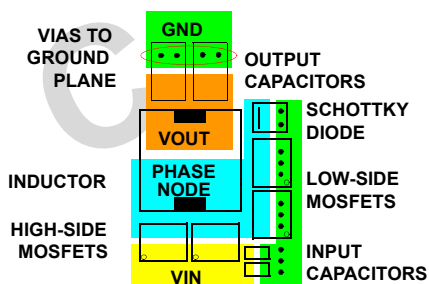 VIAS TO
GROUND
PLANE
GND
OUTPUT
CAPACITORS
VOUT
SCHOTTKY
DIODE
INDUCTOR
PHASE
NODE
LOW-SIDE
MOSFETS
HIGH-SIDE
MOSFETS
VIN
INPUT
CAPACITORS